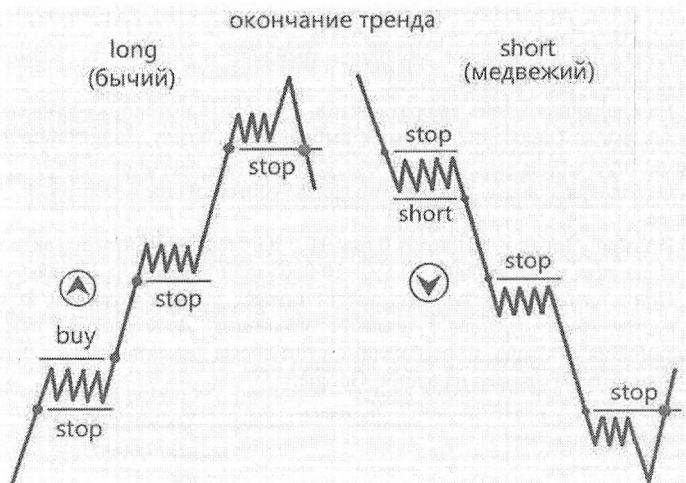 окончание тренда
long
(бычий)
short
(медвежий)
stop
stop
short
stop
stop
buy
stop
stop